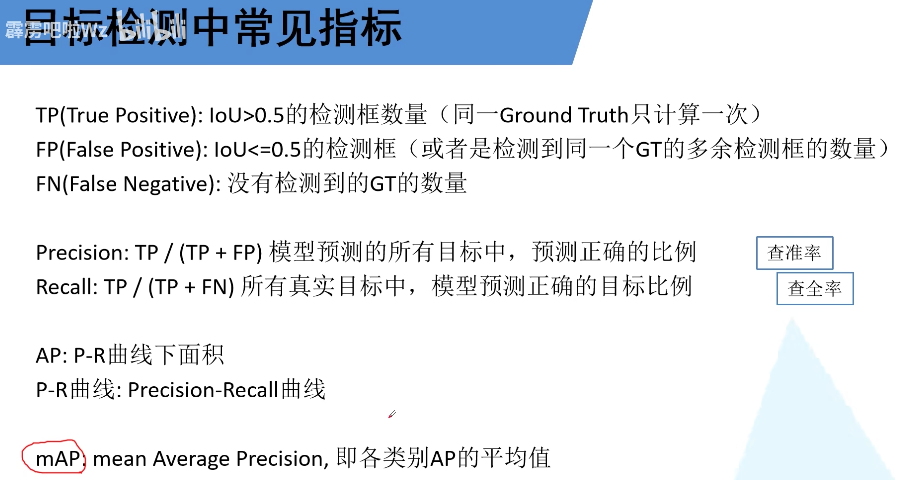 目标检测中常见指标
霹雳吧啦Wz bilibili
TP(True Positive): IoU>0.5的检测框数量（同一Ground Truth只计算一次）
FP(False Positive): IoU<=0.5的检测框（或者是检测到同一个GT的多余检测框的数量）
FN(False Negative): 没有检测到的GT的数量
Precision: TP / (TP + FP) 模型预测的所有目标中，预测正确的比例
查准率
Recall: TP / (TP + FN) 所有真实目标中，模型预测正确的目标比例
查全率
AP: P-R曲线下面积
P-R曲线: Precision-Recall曲线
mAP: mean Average Precision, 即各类别AP的平均值